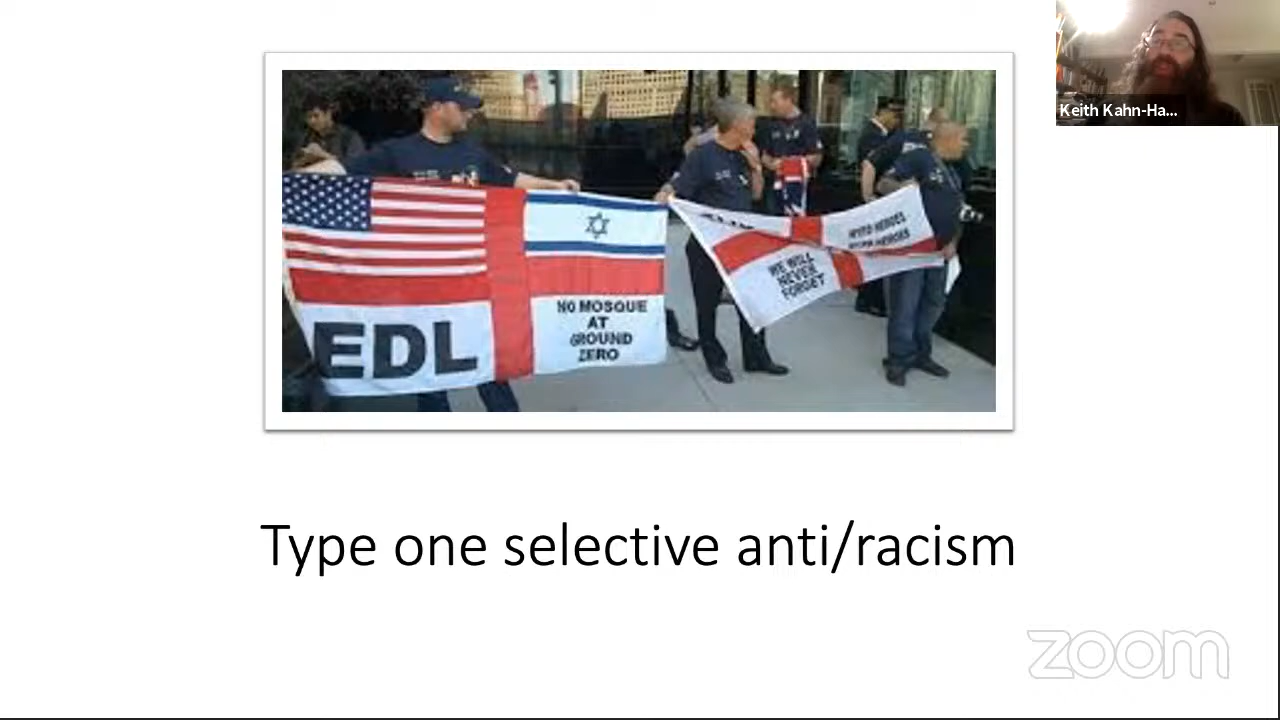 Keith Kahn-Ha...
EDL
NO MOSQUE
AT
GROUND
ZERO
WE WILL
NEVER
FORGET
HEROES
Type one selective anti/racism
zoom